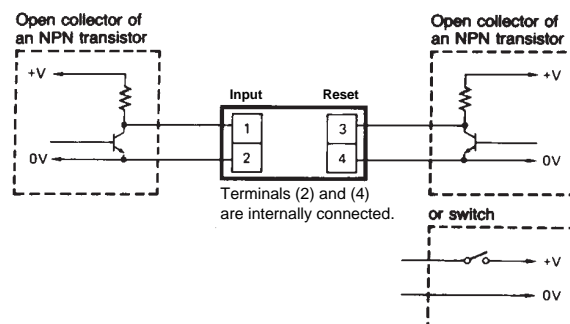 Open collector of
an NPN transistor
+V
0V
Input
1
2
Reset
3
4
Terminals (2) and (4)
are internally connected.
Open collector of
an NPN transistor
+V
0V
or switch
+V
0V